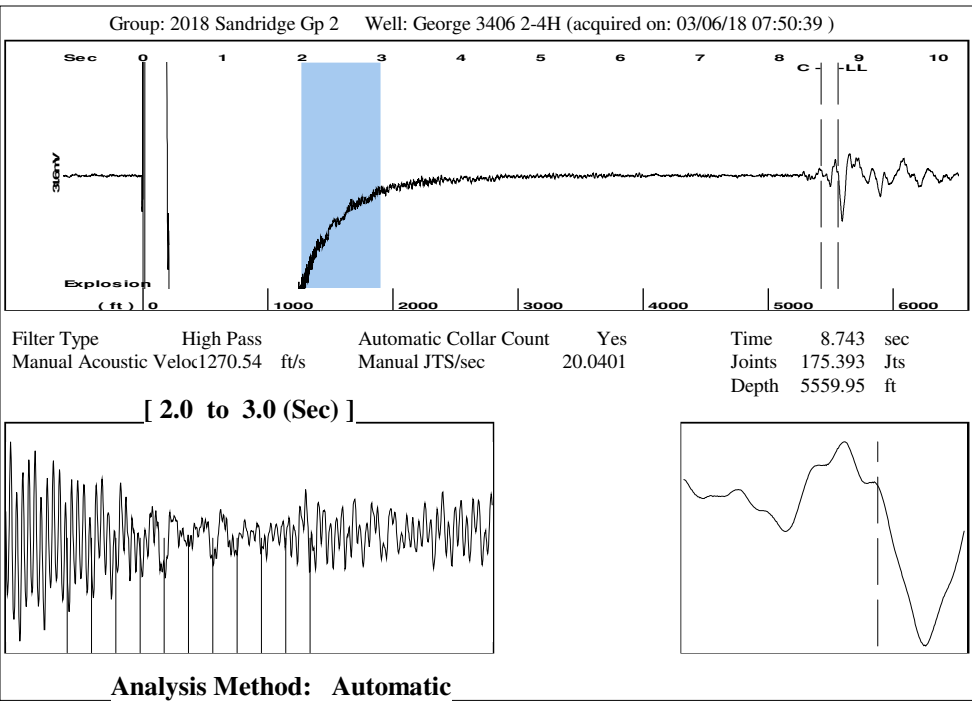 Group: 2018 Sandridge Gp 2 Well: George 3406 2-4H (acquired on: 03/06/18 07:50:39 )
Sec 0 1 2 3 4 5 6 7 8 9 10
C LL
3.6mV
Explosion
( ft ) 0 1000 2000 3000 4000 5000 6000
Filter Type High Pass Automatic Collar Count Yes Time 8.743 sec
Manual Acoustic Veloc1270.54 ft/s Manual JTS/sec 20.0401 Joints 175.393 Jts
Depth 5559.95 ft
[ 2.0 to 3.0 (Sec) ]
Analysis Method: Automatic